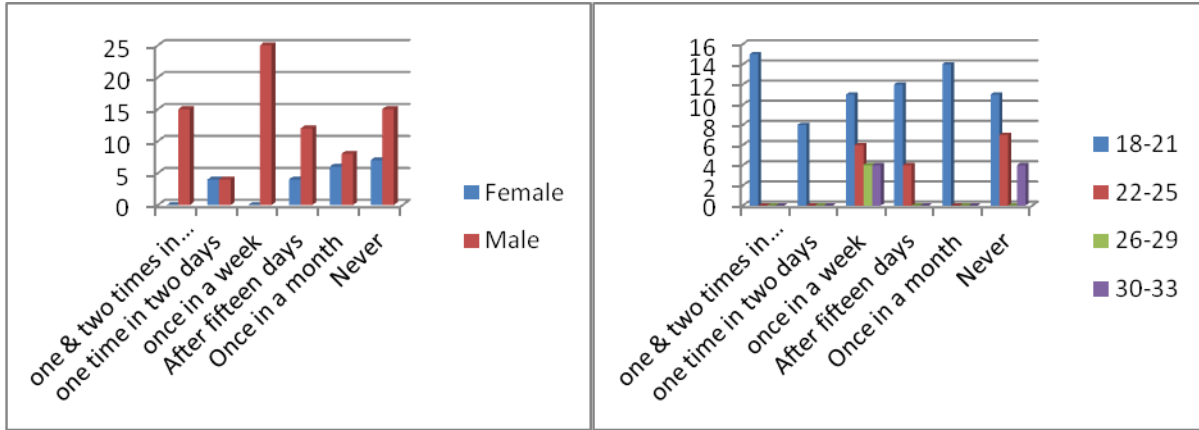 25
20
15
10
5
0
one & two times in...
one time in two days
once in a week
After fifteen days
Once in a month
Never
Female
Male
16
14
12
10
8
6
4
2
0
one & two times in...
one time in two days
once in a week
After fifteen days
Once in a month
Never
18-21
22-25
26-29
30-33